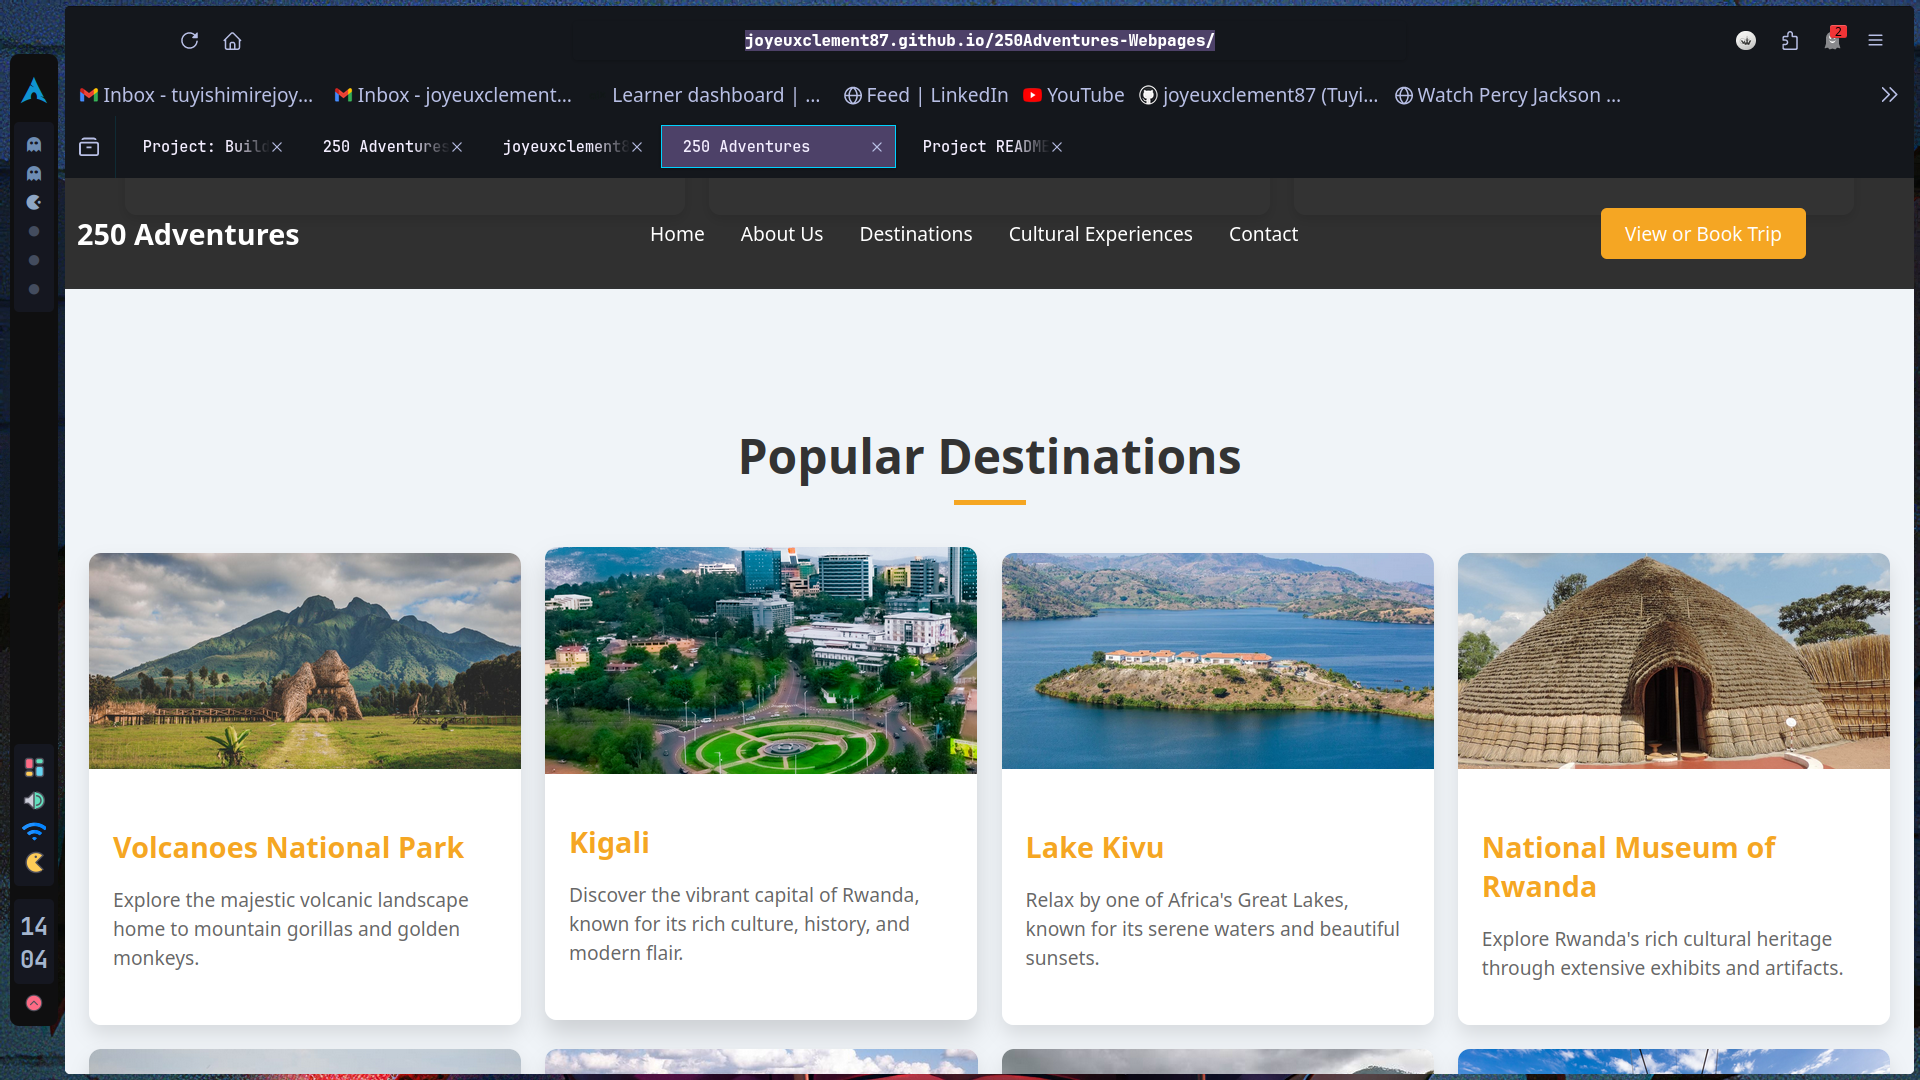 joyeuxclement87.github.io/250Adventures-Webpages/
2
Inbox - tuyishimirejoy...
Inbox - joyeuxclement...
Learner dashboard | ...
Feed | LinkedIn
YouTube
joyeuxclement87 (Tuyi...
Watch Percy Jackson ...
Project: Buil
250 Adventures
joyeuxclement8
250 Adventures
Project README
250 Adventures
Home
About Us
Destinations
Cultural Experiences
Contact
View or Book Trip
Popular Destinations
Volcanoes National Park
Explore the majestic volcanic landscape
home to mountain gorillas and golden
monkeys.
Kigali
Discover the vibrant capital of Rwanda,
known for its rich culture, history, and
modern flair.
Lake Kivu
Relax by one of Africa's Great Lakes,
known for its serene waters and beautiful
sunsets.
National Museum of
Rwanda
Explore Rwanda's rich cultural heritage
through extensive exhibits and artifacts.
14
04